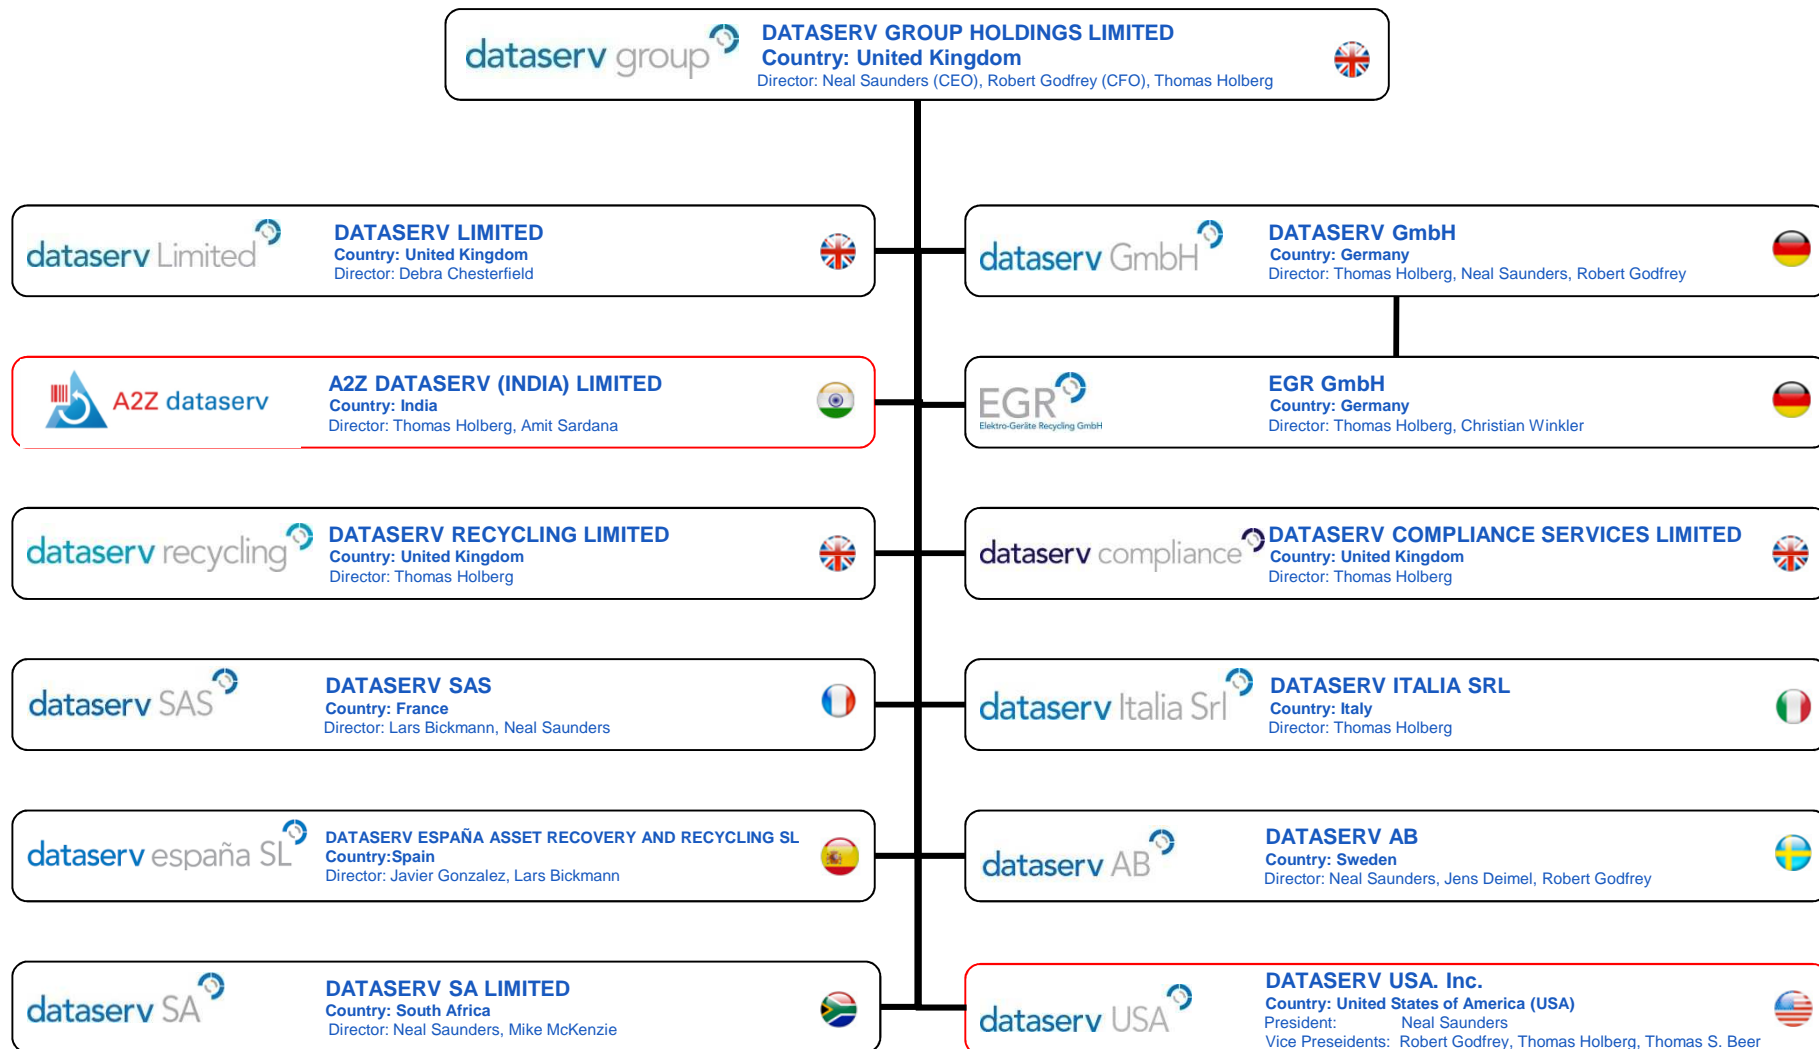 dataserv group
DATASERV GROUP HOLDINGS LIMITED
Country: United Kingdom
Director: Neal Saunders (CEO), Robert Godfrey (CFO), Thomas Holberg
dataserv Limited
DATASERV LIMITED
Country: United Kingdom
Director: Debra Chesterfield
dataserv GmbH
DATASERV GmbH
Country: Germany
Director: Thomas Holberg, Neal Saunders, Robert Godfrey
A2Z dataserv
A2Z DATASERV (INDIA) LIMITED
Country: India
Director: Thomas Holberg, Amit Sardana
EGR
Elektro-Geräte Recycling GmbH
EGR GmbH
Country: Germany
Director: Thomas Holberg, Christian Winkler
dataserv recycling
DATASERV RECYCLING LIMITED
Country: United Kingdom
Director: Thomas Holberg
dataserv compliance
DATASERV COMPLIANCE SERVICES LIMITED
Country: United Kingdom
Director: Thomas Holberg
dataserv SAS
DATASERV SAS
Country: France
Director: Lars Bickmann, Neal Saunders
dataserv Italia Srl
DATASERV ITALIA SRL
Country: Italy
Director: Thomas Holberg
dataserv españa SL
DATASERV ESPAÑA ASSET RECOVERY AND RECYCLING SL
Country:Spain
Director: Javier Gonzalez, Lars Bickmann
dataserv AB
DATASERV AB
Country: Sweden
Director: Neal Saunders, Jens Deimel, Robert Godfrey
dataserv SA
DATASERV SA LIMITED
Country: South Africa
Director: Neal Saunders, Mike McKenzie
dataserv USA
DATASERV USA. Inc.
Country: United States of America (USA)
President: Neal Saunders
Vice Preseidents: Robert Godfrey, Thomas Holberg, Thomas S. Beer